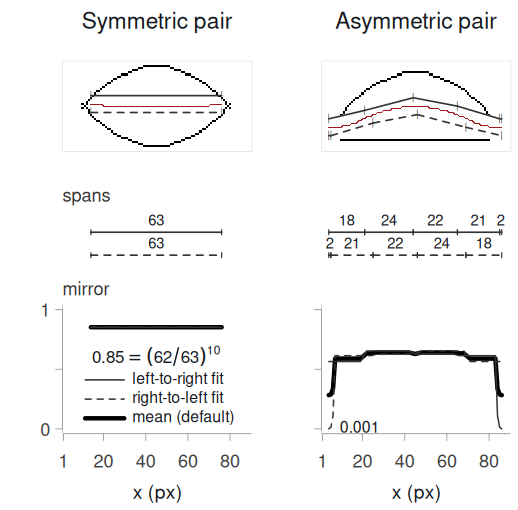 Symmetric pair Asymmetric pair
spans
63 18 24 22 21 2
63 2 21 22 24 18
mirror
1
0.85 = (62/63)^10
left-to-right fit
right-to-left fit
mean (default)
0 0.001
1 20 40 60 80 1 20 40 60 80
x (px) x (px)